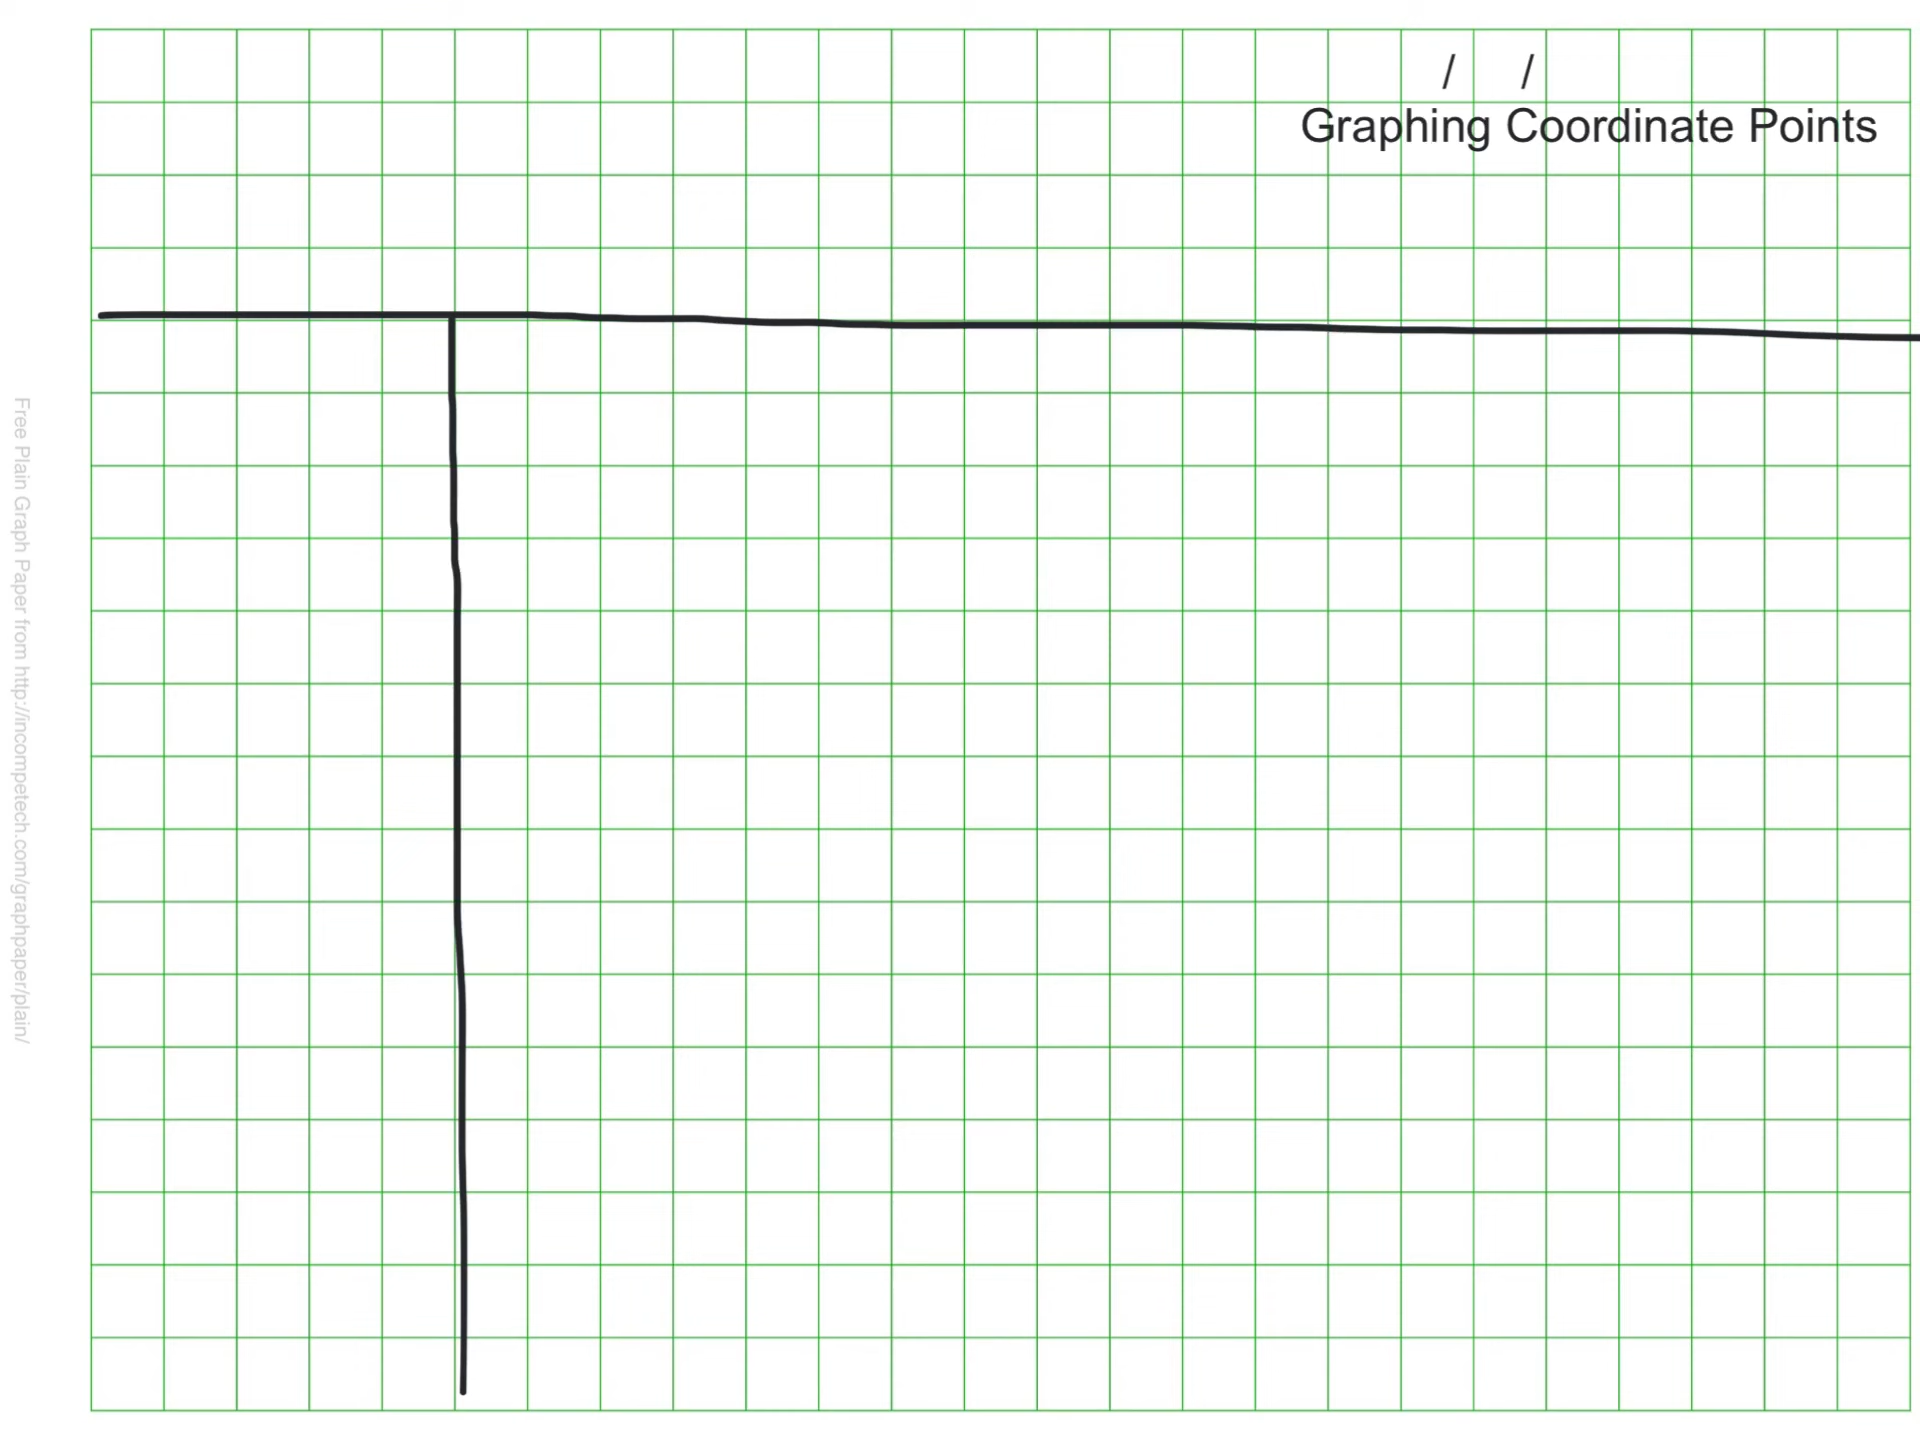 / /
Graphing Coordinate Points
Free Plain Graph Paper from http://incompetech.com/graphpaper/plain/